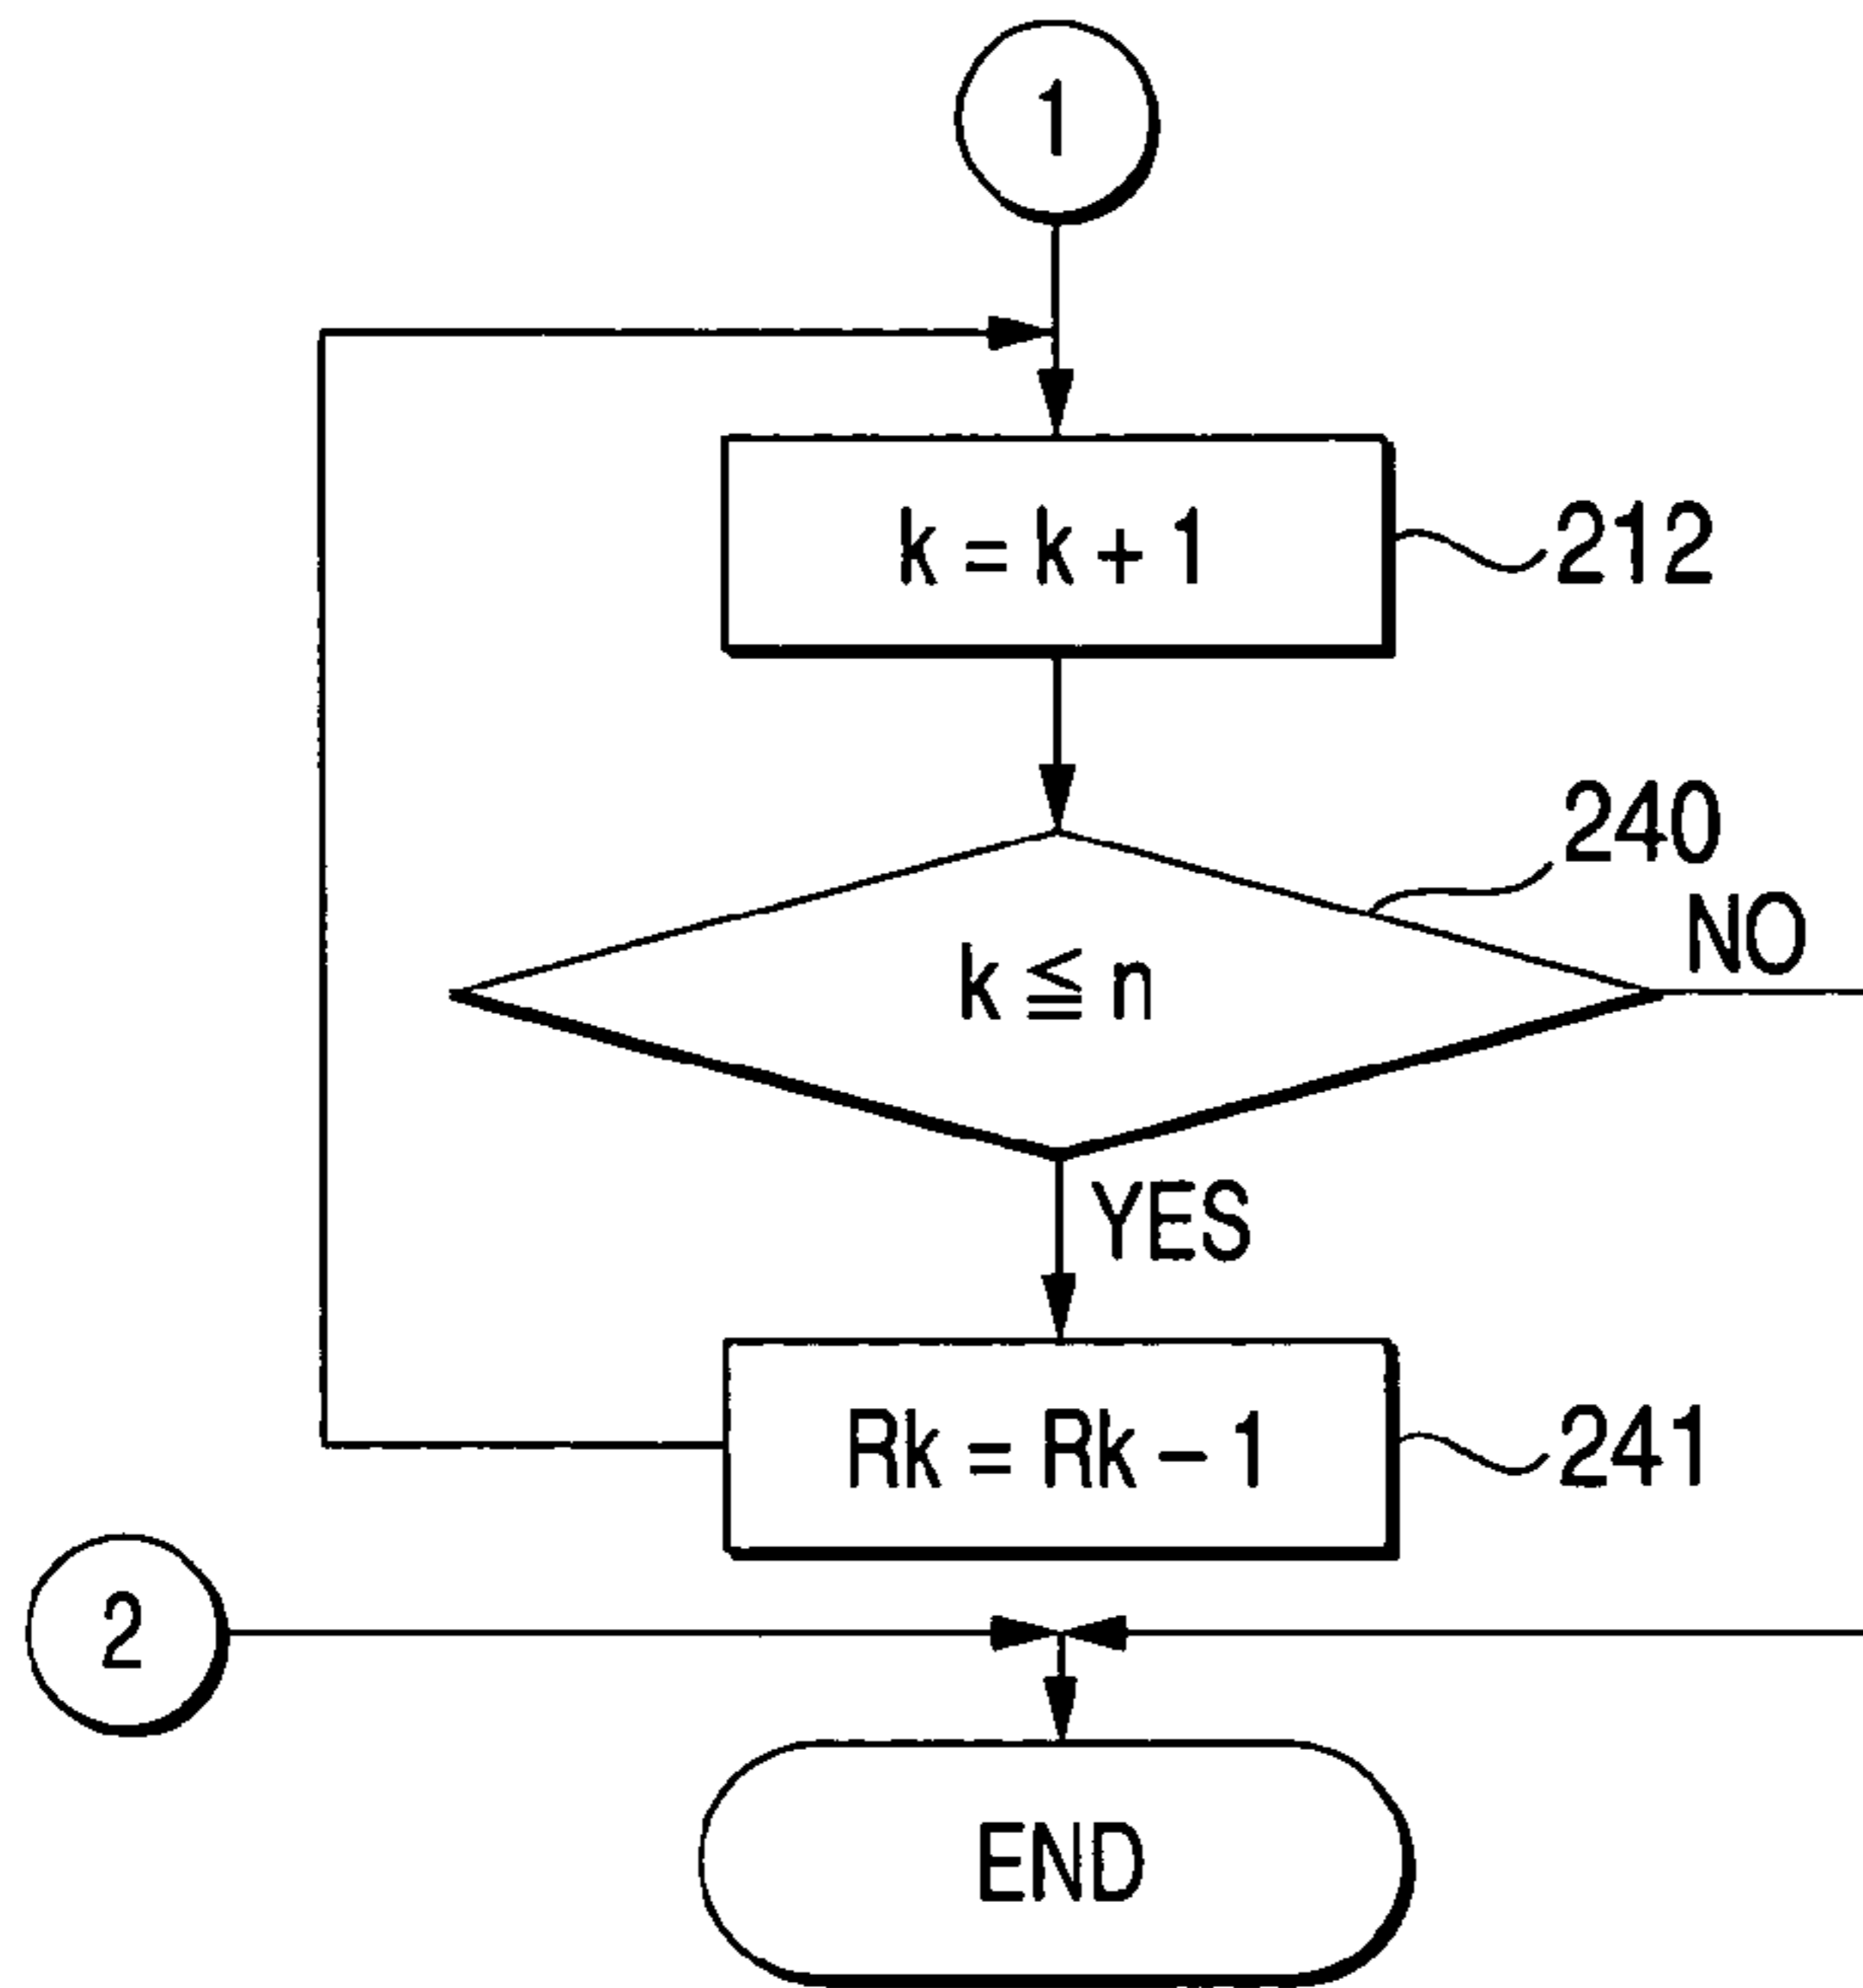 1
k = k + 1
212
240
NO
k ≦ n
YES
Rk = Rk - 1
241
2
END